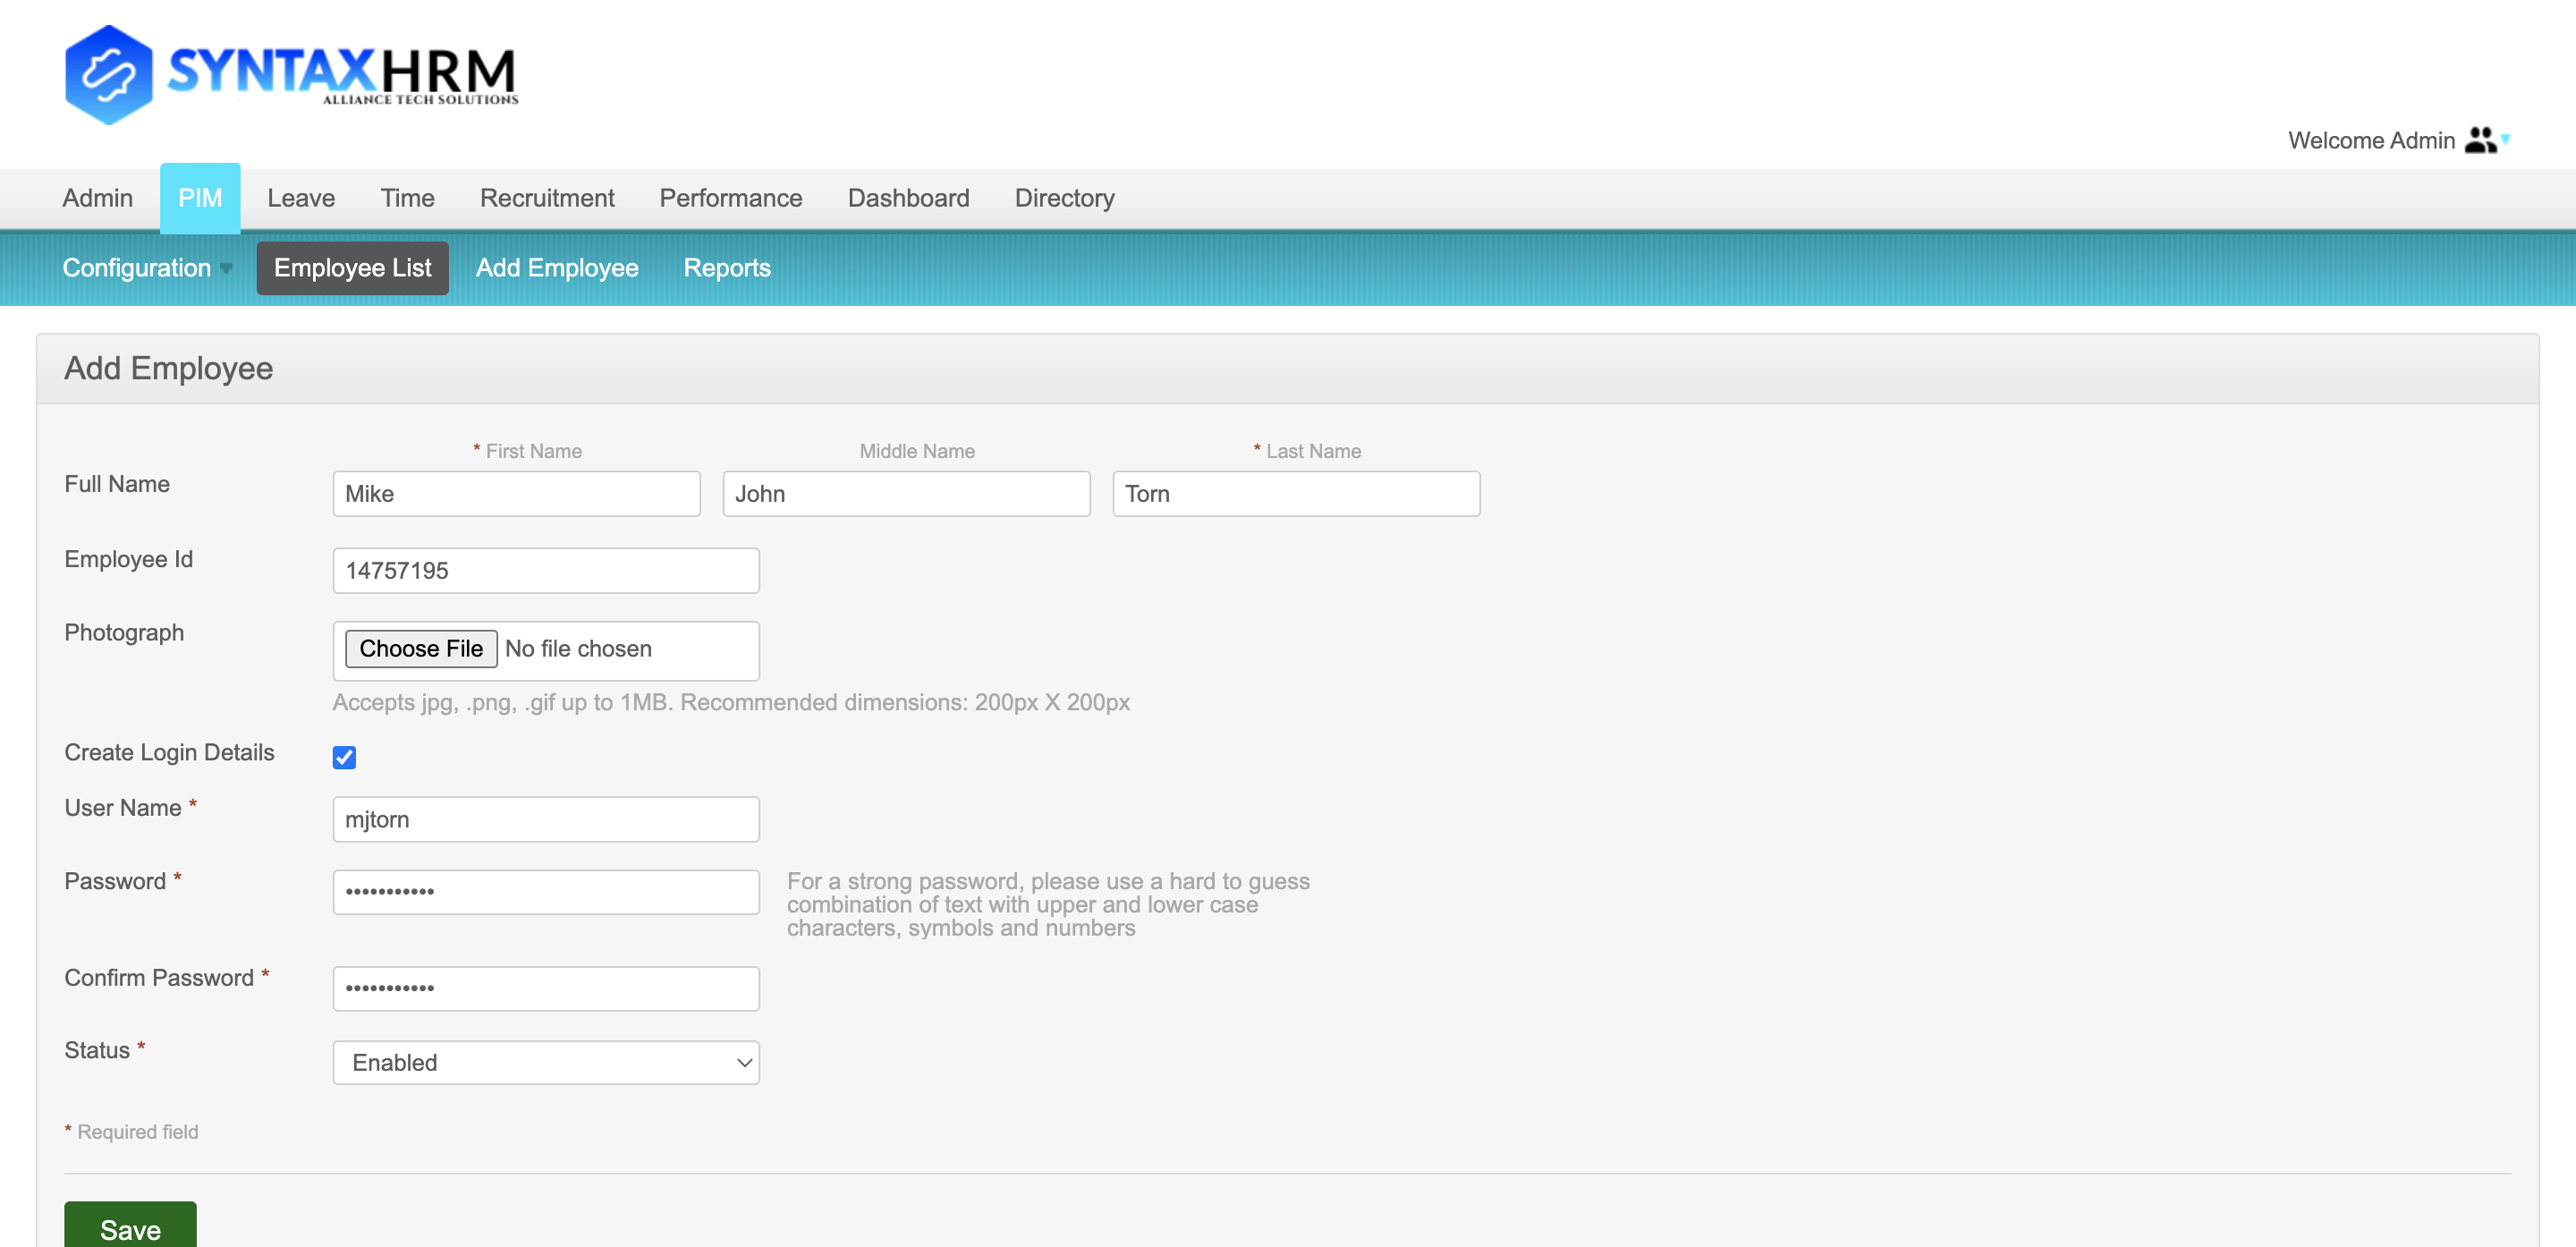 SYNTAXHRM
ALLIANCE TECH SOLUTIONS
Welcome Admin
Admin PIM Leave Time Recruitment Performance Dashboard Directory
Configuration Employee List Add Employee Reports
Add Employee
* First Name Middle Name * Last Name
Full Name Mike John Torn
Employee Id 14757195
Photograph Choose File No file chosen
Accepts jpg, .png, .gif up to 1MB. Recommended dimensions: 200px X 200px
Create Login Details
User Name * mjtorn
Password * ••••••••••• For a strong password, please use a hard to guess
combination of text with upper and lower case
characters, symbols and numbers
Confirm Password * •••••••••••
Status * Enabled
* Required field
Save